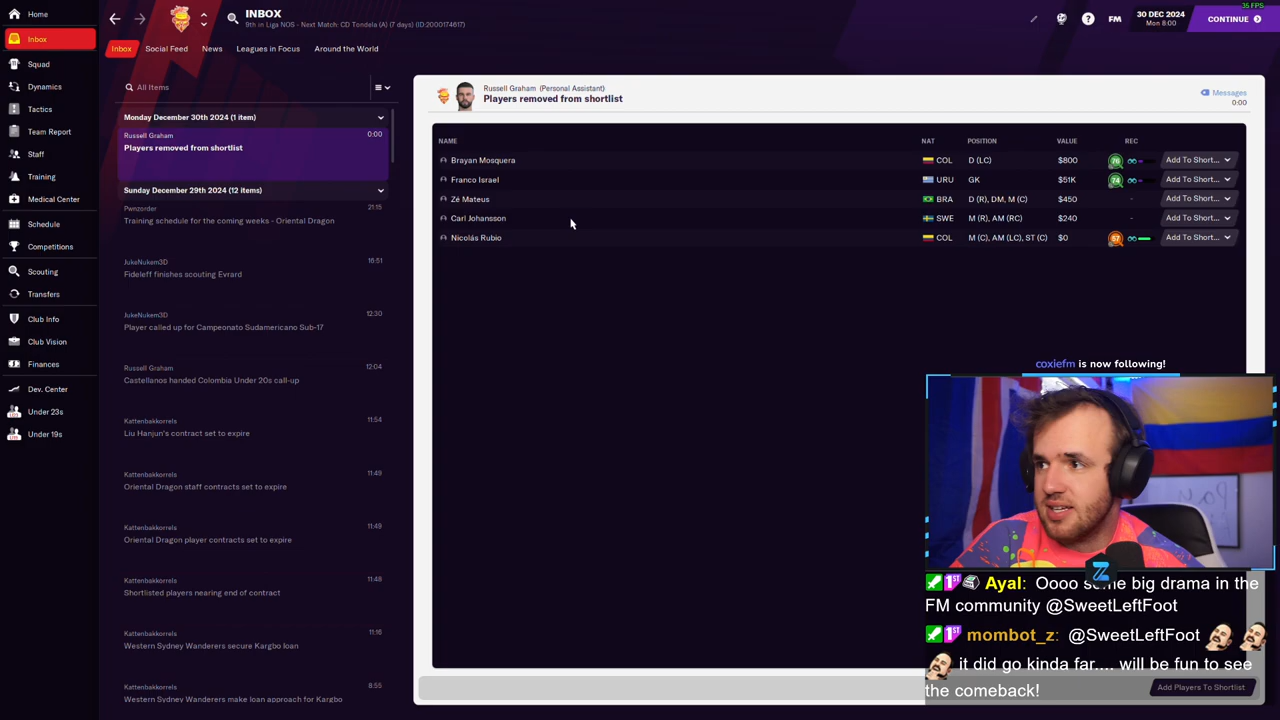 35 FPS
Home
Inbox
Squad
Dynamics
Tactics
Team Report
Staff
Training
Medical Center
Schedule
Competitions
Scouting
Transfers
Club Info
Club Vision
Finances
Dev. Center
Under 23s
Under 19s
INBOX
9th in Liga NOS - Next Match: CD Tondela (A) (7 days) (ID:2000174617)
FM
30 DEC 2024
Mon 8:00
CONTINUE
Inbox
Social Feed
News
Leagues in Focus
Around the World
All Items
Monday December 30th 2024 (1 item)
Russell Graham 0:00
Players removed from shortlist
Sunday December 29th 2024 (12 items)
Pwnzorder 21:15
Training schedule for the coming weeks - Oriental Dragon
JukeNukem3D 16:51
Fideleff finishes scouting Evrard
JukeNukem3D 12:30
Player called up for Campeonato Sudamericano Sub-17
Russell Graham 12:04
Castellanos handed Colombia Under 20s call-up
Kattenbakkorrels 11:54
Liu Hanjun's contract set to expire
Kattenbakkorrels 11:49
Oriental Dragon staff contracts set to expire
Kattenbakkorrels 11:49
Oriental Dragon player contracts set to expire
Kattenbakkorrels 11:48
Shortlisted players nearing end of contract
Kattenbakkorrels 11:16
Western Sydney Wanderers secure Kargbo loan
Kattenbakkorrels 8:55
Western Sydney Wanderers make loan approach for Kargbo
Russell Graham (Personal Assistant)
Players removed from shortlist
Messages
0:00
NAME NAT POSITION VALUE REC
Brayan Mosquera COL D (LC) $800 76 Add To Short...
Franco Israel URU GK $51K 74 Add To Short...
Zé Mateus BRA D (R), DM, M (C) $450 - Add To Short...
Carl Johansson SWE M (R), AM (RC) $240 - Add To Short...
Nicolás Rubio COL M (C), AM (LC), ST (C) $0 57 Add To Short...
coxiefm is now following!
Ayal: Oooo some big drama in the
FM community @SweetLeftFoot
mombot_z: @SweetLeftFoot
it did go kinda far.... will be fun to see
the comeback!
Add Players To Shortlist